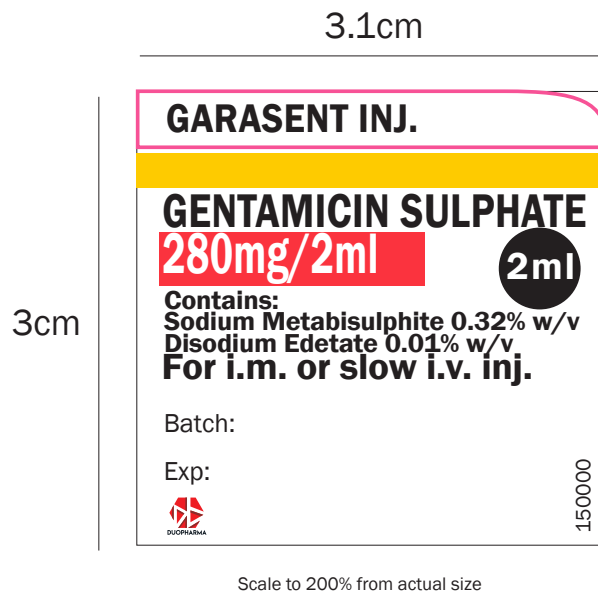 3.1cm
GARASENT INJ.
GENTAMICIN SULPHATE
280mg/2ml
2ml
3cm
Contains:
Sodium Metabisulphite 0.32% w/v
Disodium Edetate 0.01% w/v
For i.m. or slow i.v. inj.
Batch:
Exp:
150000
DUOPHARMA
Scale to 200% from actual size